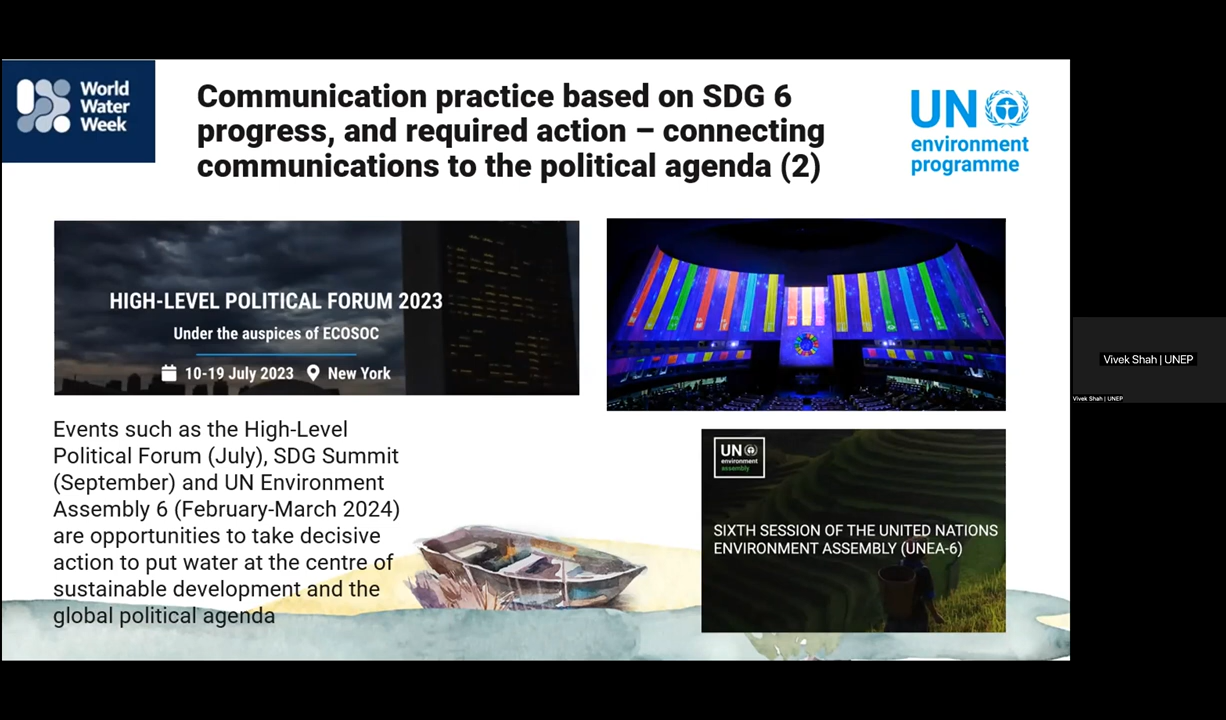 World
Water
Week
Communication practice based on SDG 6
progress, and required action – connecting
communications to the political agenda (2)
UN
environment
programme
HIGH-LEVEL POLITICAL FORUM 2023
Under the auspices of ECOSOC
10-19 July 2023 New York
Events such as the High-Level
Political Forum (July), SDG Summit
(September) and UN Environment
Assembly 6 (February-March 2024)
are opportunities to take decisive
action to put water at the centre of
sustainable development and the
global political agenda
UN
environment
assembly
SIXTH SESSION OF THE UNITED NATIONS
ENVIRONMENT ASSEMBLY (UNEA-6)
Vivek Shah | UNEP
Vivek Shah | UNEP